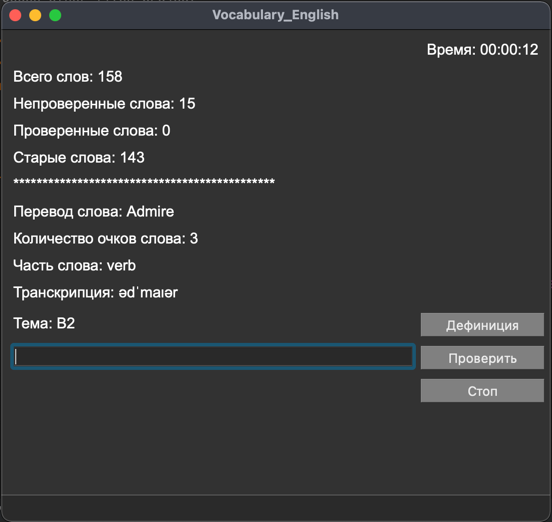 Vocabulary_English
Время: 00:00:12
Всего слов: 158
Непроверенные слова: 15
Проверенные слова: 0
Старые слова: 143
*********************************************
Перевод слова: Admire
Количество очков слова: 3
Часть слова: verb
Транскрипция: ədˈmaɪər
Тема: B2
Дефиниция
Проверить
Стоп